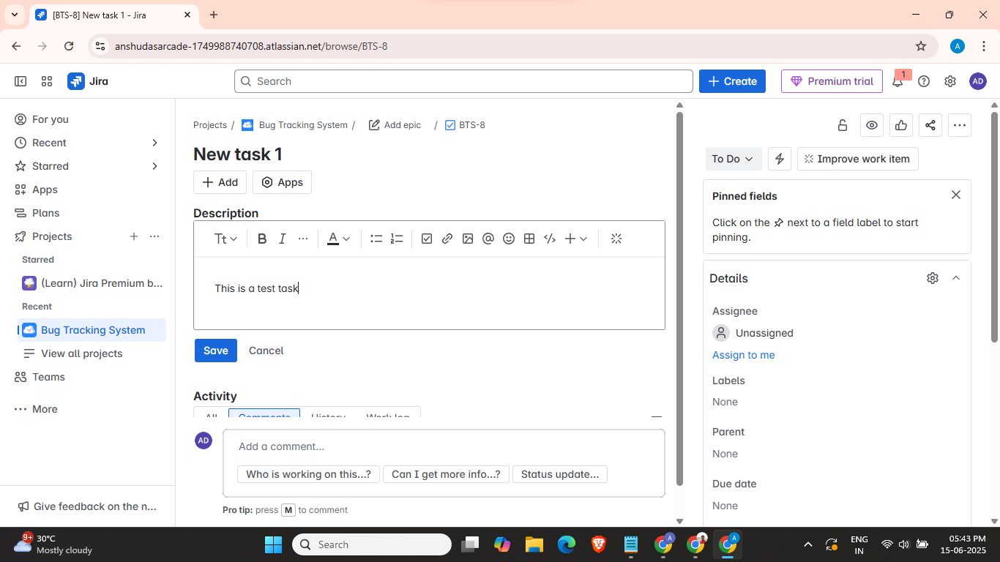 [BTS-8] New task 1 - Jira
anshudasarcade-1749988740708.atlassian.net/browse/BTS-8
A
Jira
Search
Create
Premium trial
1
AD
For you
Recent
Starred
Apps
Plans
Projects
Starred
(Learn) Jira Premium b...
Recent
Bug Tracking System
View all projects
Teams
More
Give feedback on the n...
Projects / Bug Tracking System / Add epic / BTS-8
New task 1
Add
Apps
Description
Tt
B
I
A
This is a test task
Save
Cancel
Activity
All Comments History Work log
AD
Add a comment...
Who is working on this...?
Can I get more info...?
Status update...
Pro tip: press M to comment
To Do
Improve work item
Pinned fields
Click on the next to a field label to start
pinning.
Details
Assignee
Unassigned
Assign to me
Labels
None
Parent
None
Due date
None
9+
30°C
Mostly cloudy
Search
A
A
ENG
IN
05:43 PM
15-06-2025